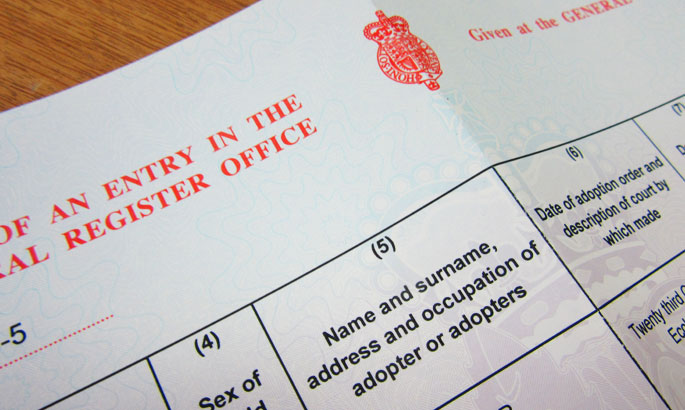 Given at the GENERAL
OF AN ENTRY IN THE
REGISTER OFFICE
-5
(4)
Sex of
(5)
Name and surname,
address and occupation of
adopter or adopters
(6)
Date of adoption order and
description of court by
which made
Twenty third
(7)